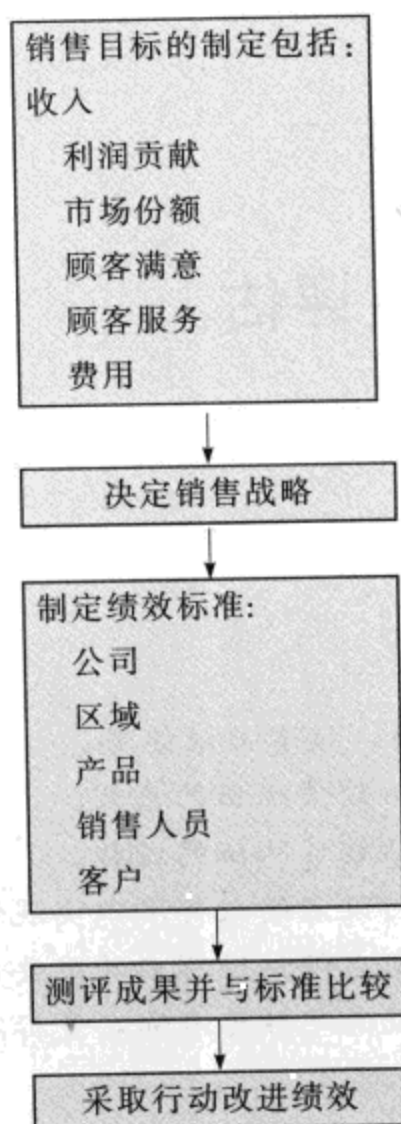 销售目标的制定包括：
收入
利润贡献
市场份额
顾客满意
顾客服务
费用
决定销售战略
制定绩效标准:
公司
区域
产品
销售人员
客户
测评成果并与标准比较
采取行动改进绩效